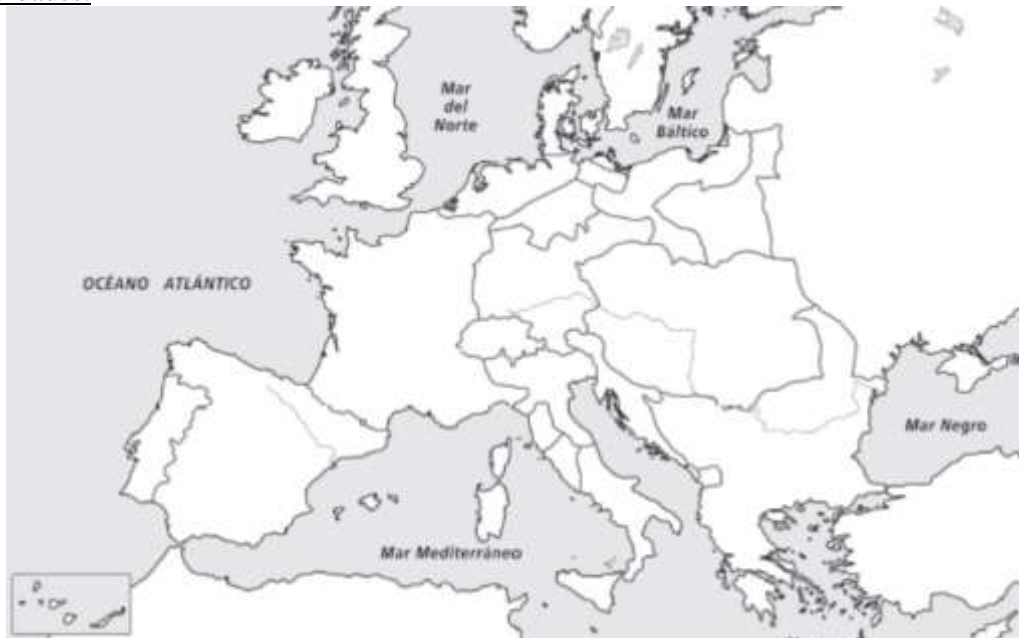 Mar
del
Norte
Mar
Báltico
OCÉANO ATLÁNTICO
Mar Negro
Mar Mediterráneo